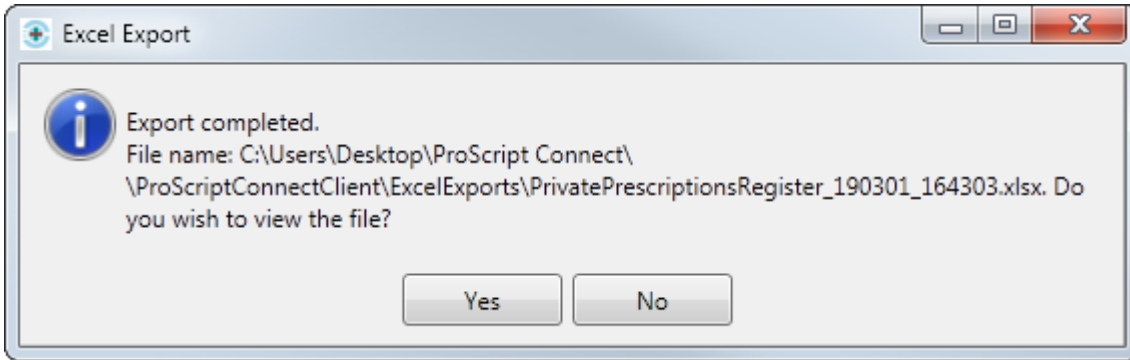 Excel Export
Export completed.
File name: C:\Users\Desktop\ProScript Connect\
\ProScriptConnectClient\ExcelExports\PrivatePrescriptionsRegister_190301_164303.xlsx. Do
you wish to view the file?
Yes No